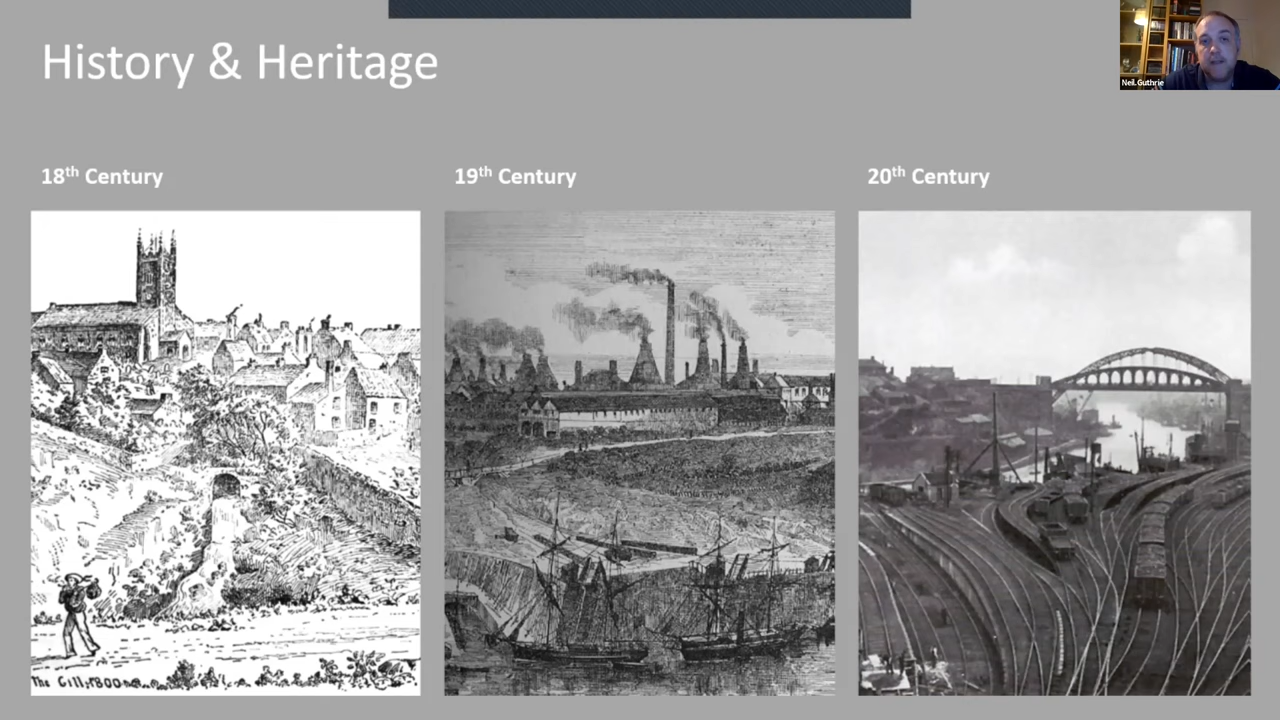 History & Heritage
Neil Guthrie
18th Century
19th Century
20th Century
The Gill, 1800